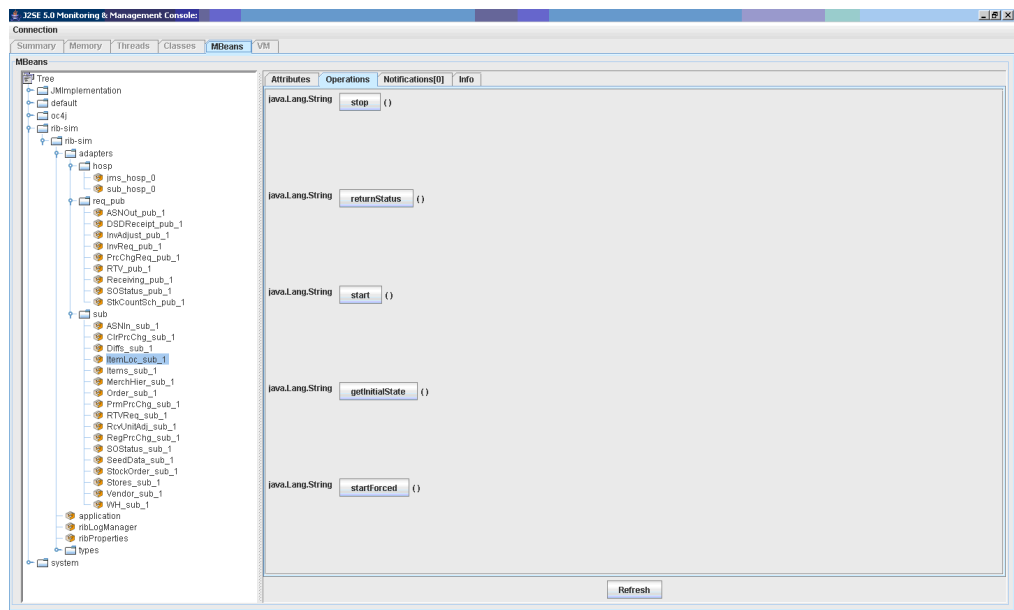 J2SE 5.0 Monitoring & Management Console:
Connection
Summary Memory Threads Classes MBeans VM
MBeans
Tree
JMImplementation
default
oc4j
rib-sim
rib-sim
adapters
hosp
jms_hosp_0
sub_hosp_0
req_pub
ASNOut_pub_1
DSDReceipt_pub_1
InvAdjust_pub_1
InvReq_pub_1
PrcChgReq_pub_1
RTV_pub_1
Receiving_pub_1
SOStatus_pub_1
StkCountSch_pub_1
sub
ASNIn_sub_1
ClrPrcChg_sub_1
Diffs_sub_1
ItemLoc_sub_1
Items_sub_1
MerchHier_sub_1
Order_sub_1
PrmPrcChg_sub_1
RTVReq_sub_1
RcvUnitAdj_sub_1
RegPrcChg_sub_1
SOStatus_sub_1
SeedData_sub_1
StockOrder_sub_1
Stores_sub_1
Vendor_sub_1
WH_sub_1
application
ribLogManager
ribProperties
types
system
Attributes Operations Notifications[0] Info
java.Lang.String stop ( )
java.Lang.String returnStatus ( )
java.Lang.String start ( )
java.Lang.String getInitialState ( )
java.Lang.String startForced ( )
Refresh